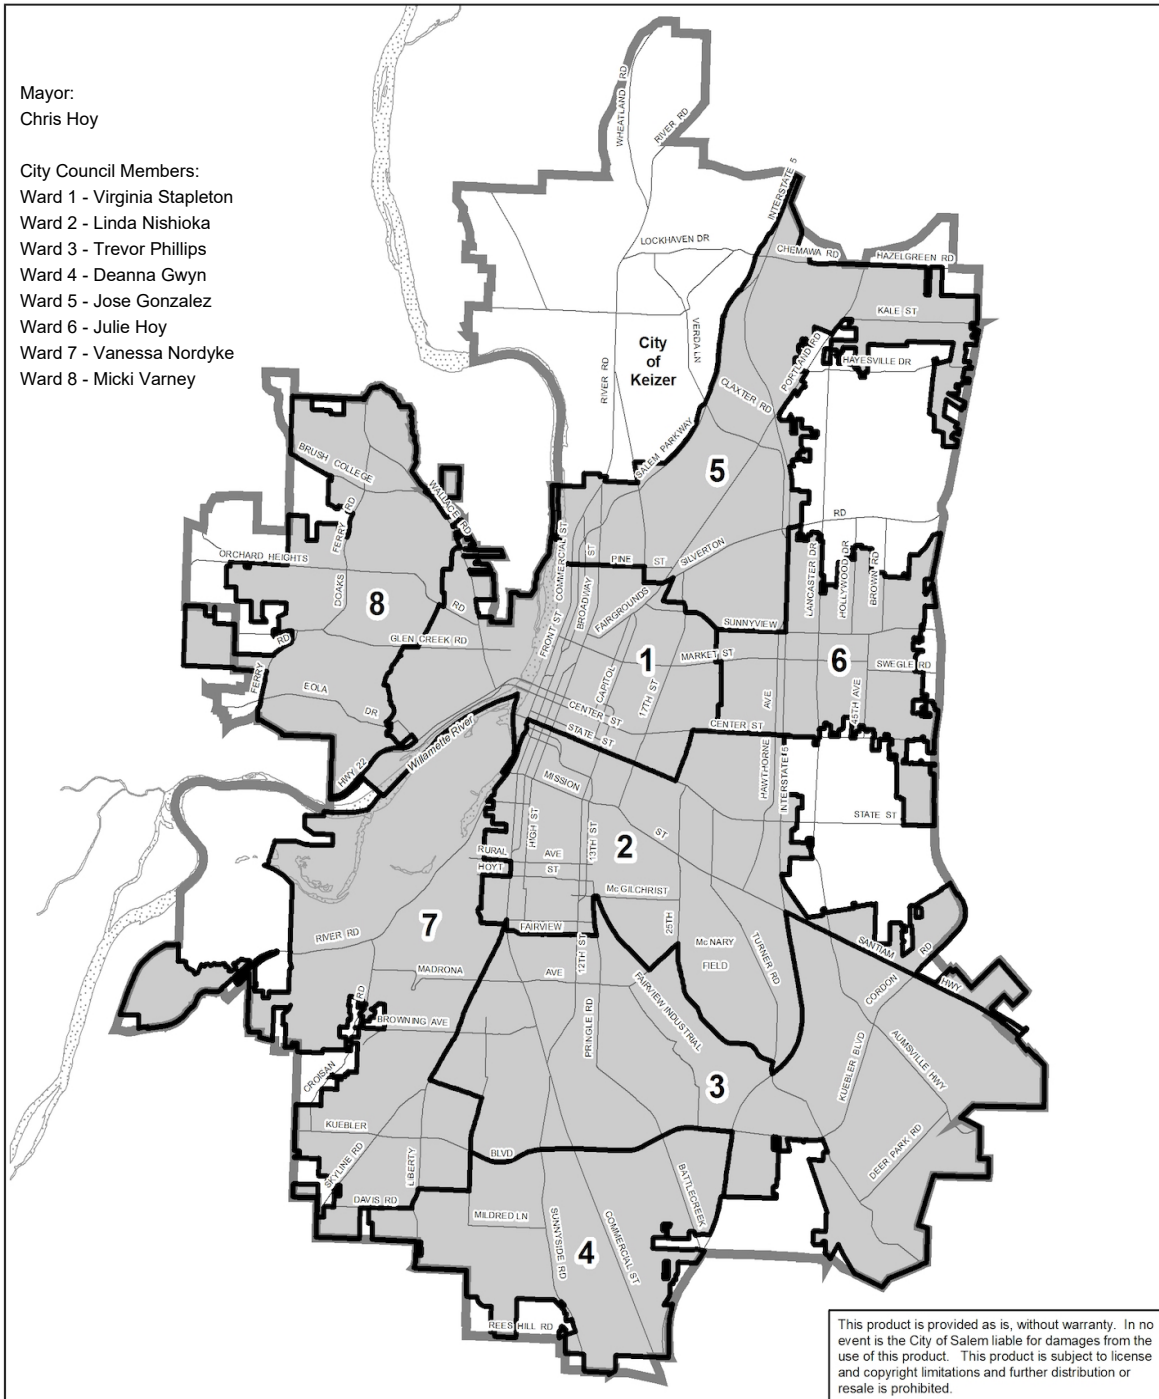 Mayor:
Chris Hoy
City Council Members:
Ward 1 - Virginia Stapleton
Ward 2 - Linda Nishioka
Ward 3 - Trevor Phillips
Ward 4 - Deanna Gwyn
Ward 5 - Jose Gonzalez
Ward 6 - Julie Hoy
Ward 7 - Vanessa Nordyke
Ward 8 - Micki Varney
WHEATLAND RD
RIVER RD
INTERSTATE 5
LOCKHAVEN DR
CHEMAWA RD
HAZELGREEN RD
KALE ST
VERDA LN
City
of
Keizer
RIVER RD
PORTLAND RD
HAYESVILLE DR
CLAXTER RD
SALEM PARKWAY
5
BRUSH COLLEGE
RD
WALLACE RD
FERRY
ORCHARD HEIGHTS
RD
DOAKS
8
RD
GLEN CREEK RD
FERRY
EOLA
DR
HWY 22
Willamette River
COMMERCIAL ST
ST
BROADWAY
FRONT ST
PINE ST
SILVERTON
RD
FAIRGROUNDS
SUNNYVIEW
LANCASTER DR
HOLLYWOOD DR
BROWN RD
1
MARKET ST
6
SWEGLE RD
CAPITOL
17TH ST
45TH AVE
CENTER ST
CENTER ST
STATE ST
AVE
HAWTHORNE
INTERSTATE 5
MISSION
ST
STATE ST
HIGH ST
13TH ST
2
RURAL
AVE
HOYT
ST
McGILCHRIST
7
FAIRVIEW
25TH
McNARY
FIELD
TURNER RD
SANTIAM
RD
HWY
RIVER RD
12TH ST
MADRONA
AVE
FAIRVIEW INDUSTRIAL
CORDON
RD
BROWNING AVE
PRINGLE RD
KUEBLER BLVD
AUMSVILLE HWY
CROISAN
3
KUEBLER
BLVD
SKYLINE RD
LIBERTY
DEER PARK RD
BATTLECREEK
DAVIS RD
MILDRED LN
SUNNYSIDE RD
COMMERCIAL ST
4
REES HILL RD
This product is provided as is, without warranty. In no
event is the City of Salem liable for damages from the
use of this product. This product is subject to license
and copyright limitations and further distribution or
resale is prohibited.